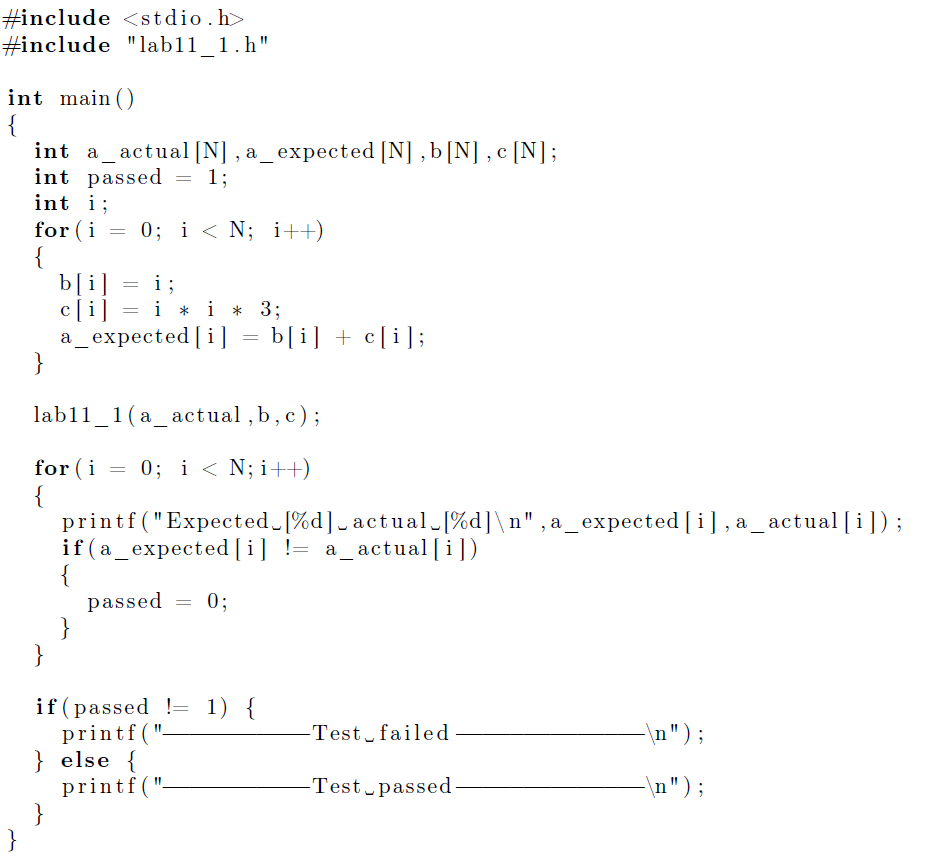 #include <stdio.h>
#include "lab11_1.h"

int main()
{
  int a_actual[N],a_expected[N],b[N],c[N];
  int passed = 1;
  int i;
  for(i = 0; i < N; i++)
  {
    b[i] = i;
    c[i] = i * i * 3;
    a_expected[i] = b[i] + c[i];
  }

  lab11_1(a_actual,b,c);

  for(i = 0; i < N;i++)
  {
    printf("Expected␣[%d]␣actual␣[%d]\n",a_expected[i],a_actual[i]);
    if(a_expected[i] != a_actual[i])
    {
      passed = 0;
    }
  }

  if(passed != 1) {
    printf("———————Test␣failed—————————\n");
  } else {
    printf("———————Test␣passed—————————\n");
  }
}